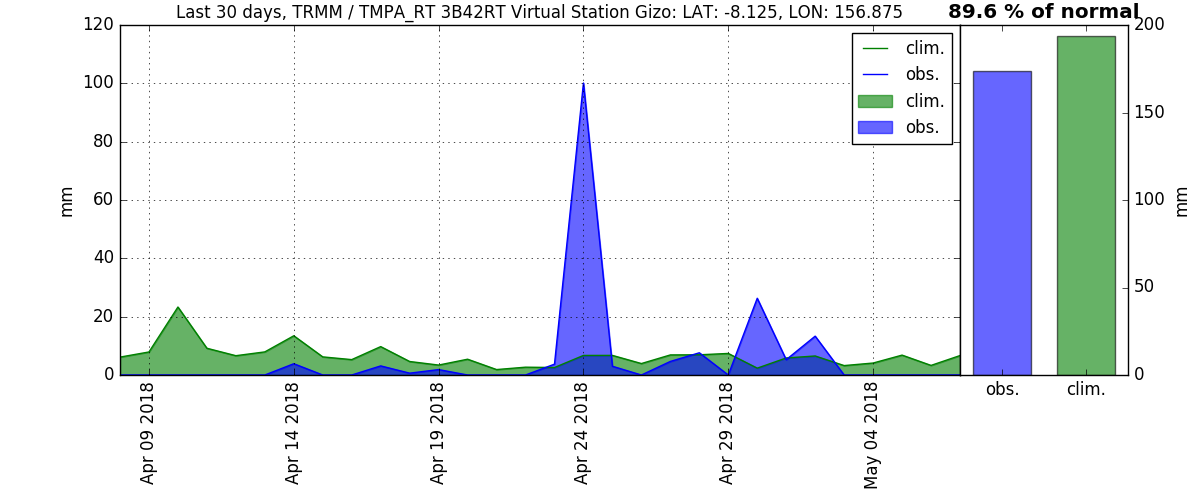 Last 30 days, TRMM / TMPA_RT 3B42RT Virtual Station Gizo: LAT: -8.125, LON: 156.875
89.6 % of normal
120
100
80
60
40
20
0
mm
clim.
obs.
clim.
obs.
Apr 09 2018
Apr 14 2018
Apr 19 2018
Apr 24 2018
Apr 29 2018
May 04 2018
200
150
100
50
0
mm
obs.
clim.